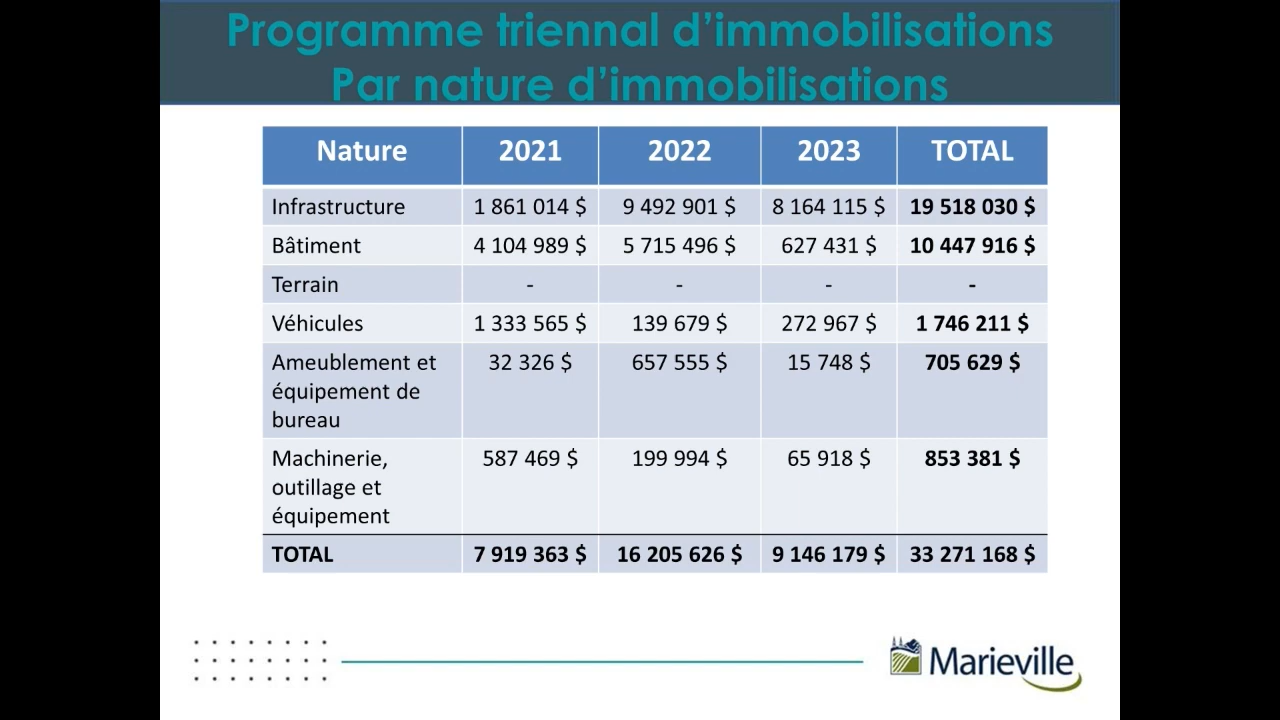 Programme triennal d’immobilisations
Par nature d’immobilisations
Nature 2021 2022 2023 TOTAL
Infrastructure 1 861 014 $ 9 492 901 $ 8 164 115 $ 19 518 030 $
Bâtiment 4 104 989 $ 5 715 496 $ 627 431 $ 10 447 916 $
Terrain - - - -
Véhicules 1 333 565 $ 139 679 $ 272 967 $ 1 746 211 $
Ameublement et 32 326 $ 657 555 $ 15 748 $ 705 629 $
équipement de
bureau
Machinerie, 587 469 $ 199 994 $ 65 918 $ 853 381 $
outillage et
équipement
TOTAL 7 919 363 $ 16 205 626 $ 9 146 179 $ 33 271 168 $
Marieville